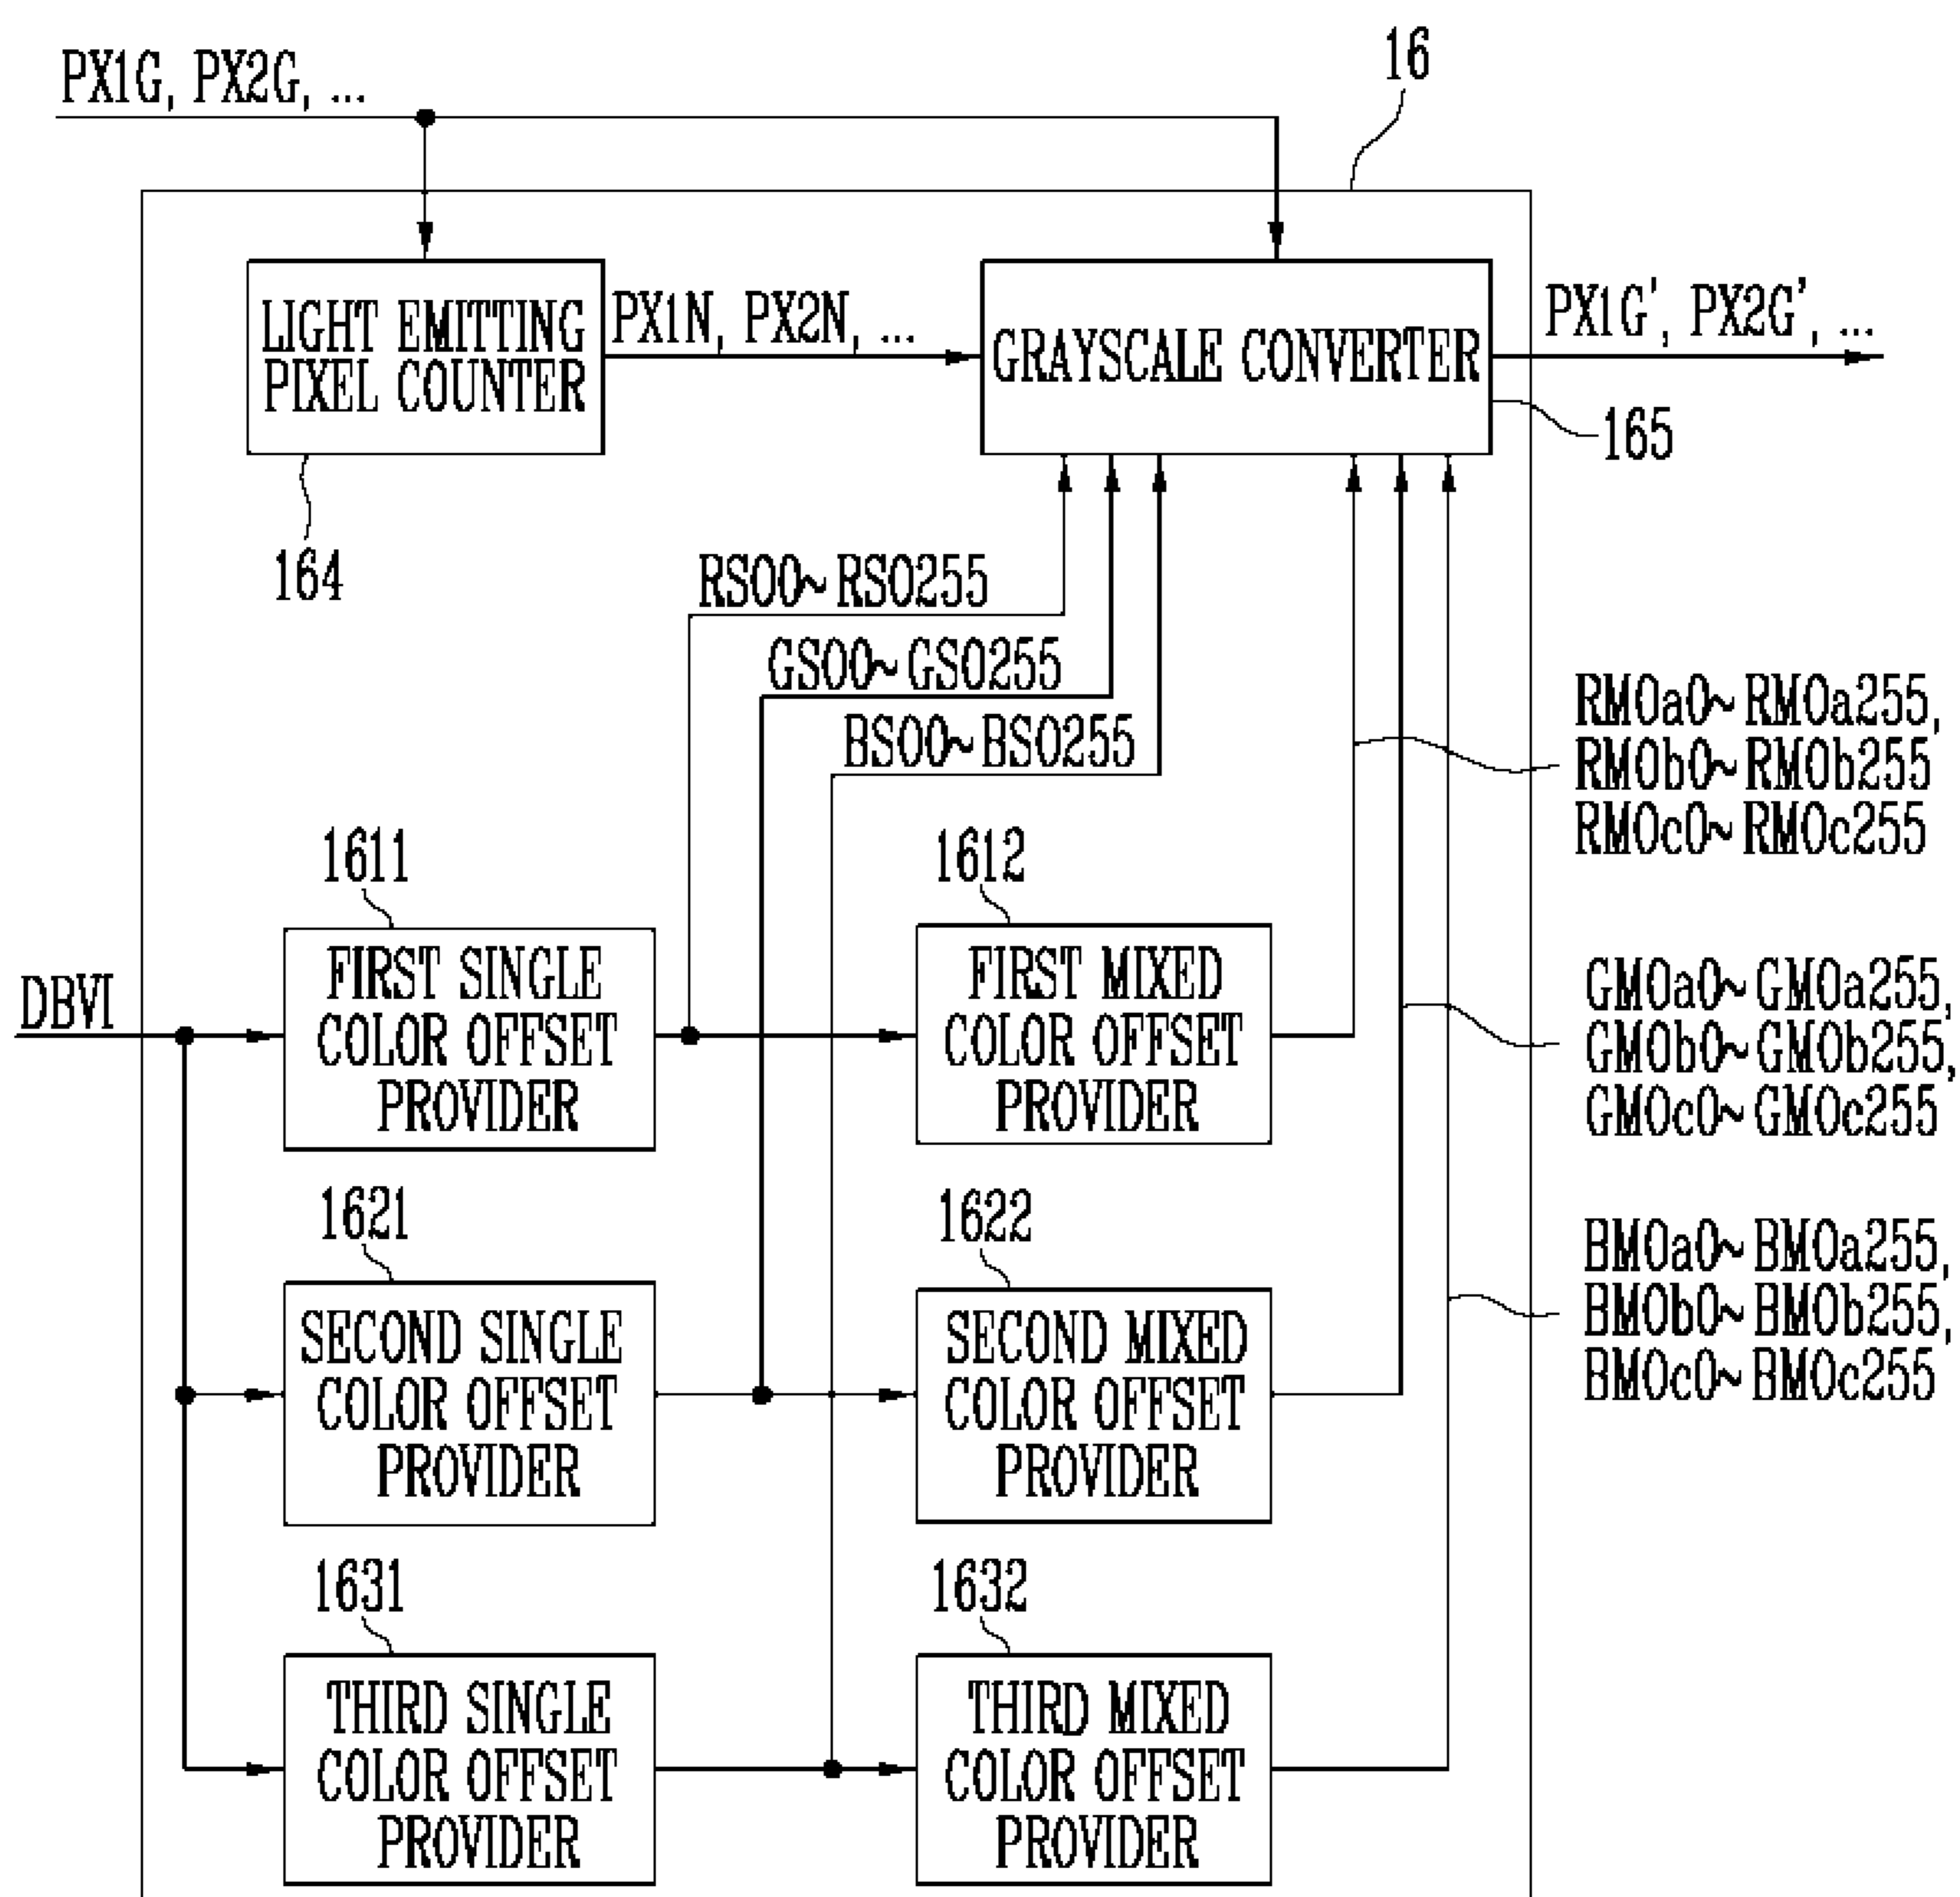 16
PX1G, PX2G, ...
LIGHT EMITTING
PIXEL COUNTER
PX1N, PX2N, ...
GRAYSCALE CONVERTER
PX1G', PX2G', ...
165
164
RSO0~RSO255
GSO0~GSO255
BSO0~BSO255
RMOa0~RMOa255,
RMOb0~RMOb255
RMOc0~RMOc255
1611
1612
DBVI
FIRST SINGLE
COLOR OFFSET
PROVIDER
FIRST MIXED
COLOR OFFSET
PROVIDER
GMOa0~GMOa255,
GMOb0~GMOb255,
GMOc0~GMOc255
1621
1622
SECOND SINGLE
COLOR OFFSET
PROVIDER
SECOND MIXED
COLOR OFFSET
PROVIDER
BMOa0~BMOa255,
BMOb0~BMOb255,
BMOc0~BMOc255
1631
1632
THIRD SINGLE
COLOR OFFSET
PROVIDER
THIRD MIXED
COLOR OFFSET
PROVIDER